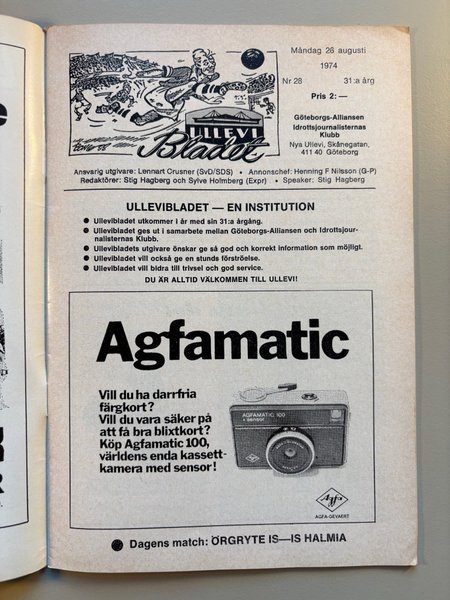 Måndag 26 augusti
1974
Nr 28 31:a årg
Pris 2:—
Göteborgs-Alliansen
Idrottsjournalisternas
Klubb
Nya Ullevi, Skånegatan,
411 40 Göteborg
ULLEVI
Bladet
Ansvarig utgivare: Lennart Crusner (SvD/SDS) • Annonschef: Henning F Nilsson (G-P)
Redaktörer: Stig Hagberg och Sylve Holmberg (Expr) • Speaker: Stig Hagberg
ULLEVIBLADET — EN INSTITUTION
● Ullevibladet utkommer i år med sin 31:a årgång.
● Ullevibladet ges ut i samarbete mellan Göteborgs-Alliansen och Idrottsjour-
nalisternas Klubb.
● Ullevibladets utgivare önskar ge så god och korrekt information som möjligt.
● Ullevibladet vill också ge en stunds förströelse.
● Ullevibladet vill bidra till trivsel och god service.
DU ÄR ALLTID VÄLKOMMEN TILL ULLEVI!
Agfamatic
Vill du ha darrfria
färgkort?
Vill du vara säker på
att få bra blixtkort?
Köp Agfamatic 100,
världens enda kassett-
kamera med sensor!
AGFAMATIC 100
sensor
Agfa
AGFA-GEVAERT
● Dagens match: ÖRGRYTE IS—IS HALMIA